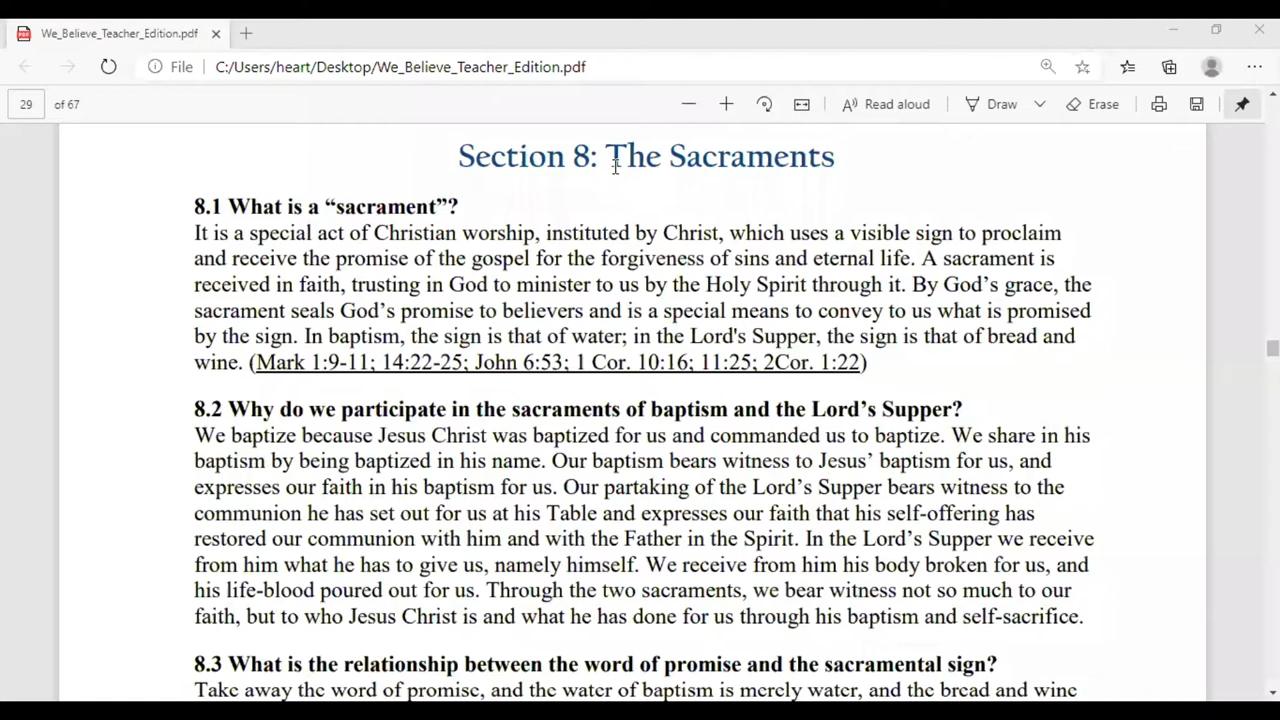 We_Believe_Teacher_Edition.pdf
File C:/Users/heart/Desktop/We_Believe_Teacher_Edition.pdf
29 of 67 Read aloud Draw Erase
Section 8: The Sacraments
8.1 What is a “sacrament”?
It is a special act of Christian worship, instituted by Christ, which uses a visible sign to proclaim
and receive the promise of the gospel for the forgiveness of sins and eternal life. A sacrament is
received in faith, trusting in God to minister to us by the Holy Spirit through it. By God’s grace, the
sacrament seals God’s promise to believers and is a special means to convey to us what is promised
by the sign. In baptism, the sign is that of water; in the Lord's Supper, the sign is that of bread and
wine. (Mark 1:9-11; 14:22-25; John 6:53; 1 Cor. 10:16; 11:25; 2Cor. 1:22)
8.2 Why do we participate in the sacraments of baptism and the Lord’s Supper?
We baptize because Jesus Christ was baptized for us and commanded us to baptize. We share in his
baptism by being baptized in his name. Our baptism bears witness to Jesus’ baptism for us, and
expresses our faith in his baptism for us. Our partaking of the Lord’s Supper bears witness to the
communion he has set out for us at his Table and expresses our faith that his self-offering has
restored our communion with him and with the Father in the Spirit. In the Lord’s Supper we receive
from him what he has to give us, namely himself. We receive from him his body broken for us, and
his life-blood poured out for us. Through the two sacraments, we bear witness not so much to our
faith, but to who Jesus Christ is and what he has done for us through his baptism and self-sacrifice.
8.3 What is the relationship between the word of promise and the sacramental sign?
Take away the word of promise, and the water of baptism is merely water, and the bread and wine